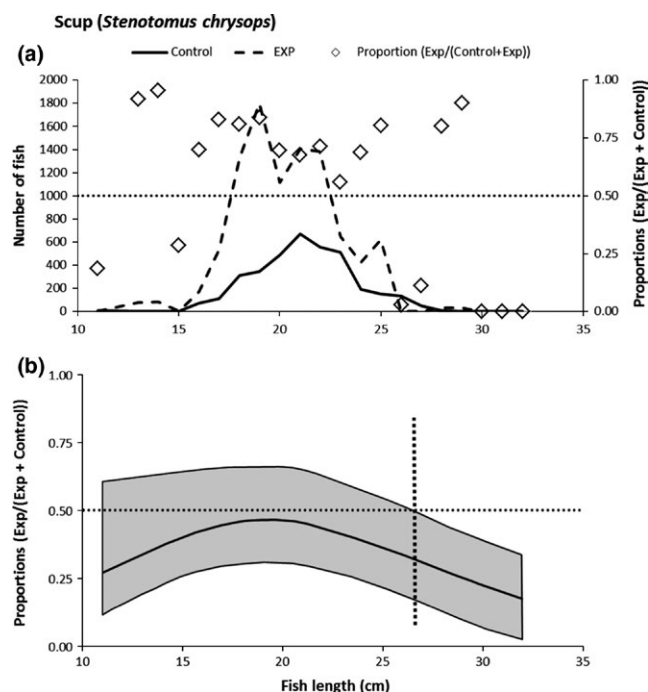 Scup (Stenotomus chrysops)
(a)
Control EXP Proportion (Exp/(Control+Exp))
2000
1800
1600
1400
1200
1000
800
600
400
200
0
Number of fish
1.00
0.75
0.50
0.25
0.00
Proportions (Exp/(Exp + Control))
10 15 20 25 30 35
(b)
1.00
0.75
0.50
0.25
0.00
Proportions (Exp/(Exp + Control))
10 15 20 25 30 35
Fish length (cm)